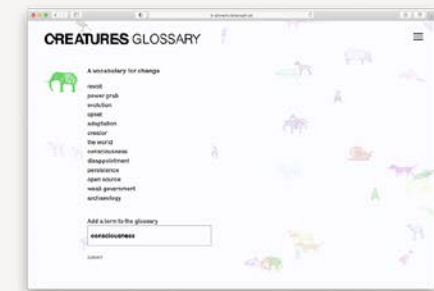 CREATURES GLOSSARY
A vocabulary for change
revolt
power grab
evolution
upset
adaptation
creator
the world
consciousness
disappointment
persistence
open source
weak government
archaeology
Add a term to the glossary
consciousness
SUBMIT